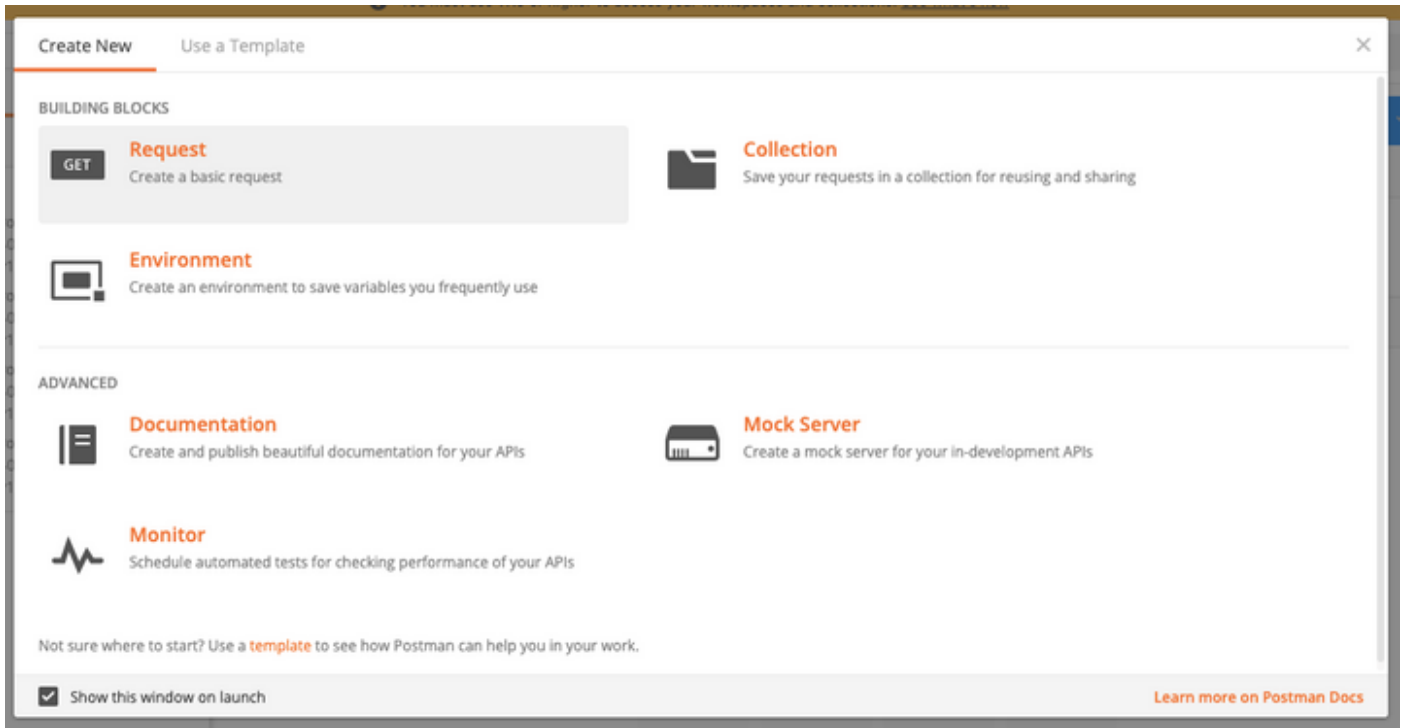 Create New Use a Template
BUILDING BLOCKS
GET Request
Create a basic request
Collection
Save your requests in a collection for reusing and sharing
Environment
Create an environment to save variables you frequently use
ADVANCED
Documentation
Create and publish beautiful documentation for your APIs
Mock Server
Create a mock server for your in-development APIs
Monitor
Schedule automated tests for checking performance of your APIs
Not sure where to start? Use a template to see how Postman can help you in your work.
Show this window on launch
Learn more on Postman Docs